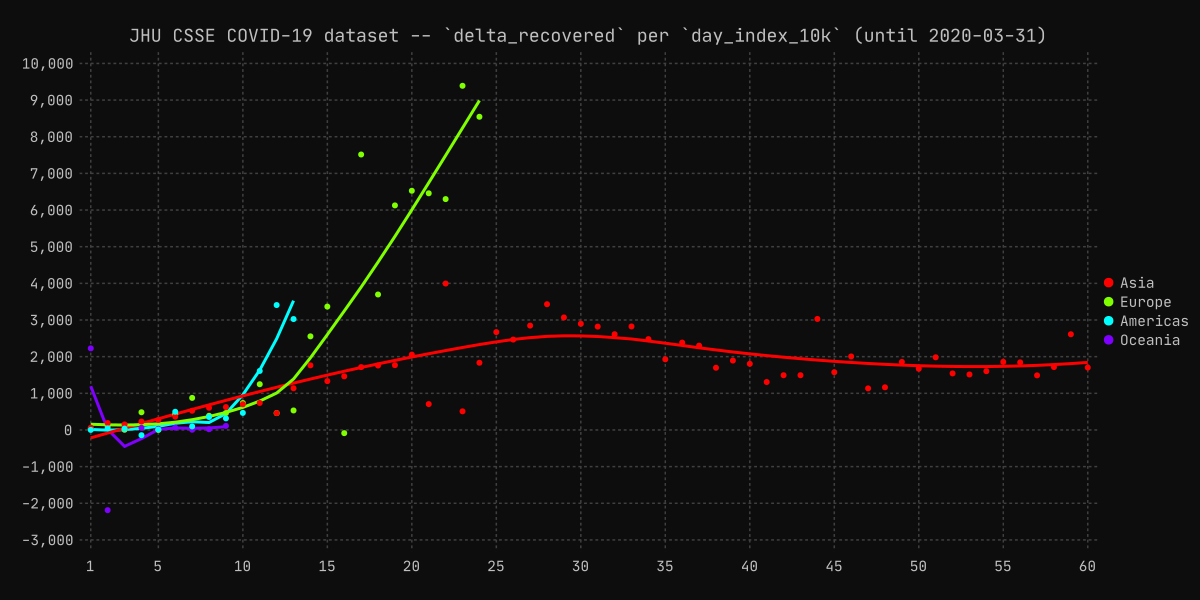 JHU CSSE COVID-19 dataset -- `delta_recovered` per `day_index_10k` (until 2020-03-31)
10,000
9,000
8,000
7,000
6,000
5,000
4,000
3,000
2,000
1,000
0
-1,000
-2,000
-3,000
1 5 10 15 20 25 30 35 40 45 50 55 60
Asia
Europe
Americas
Oceania